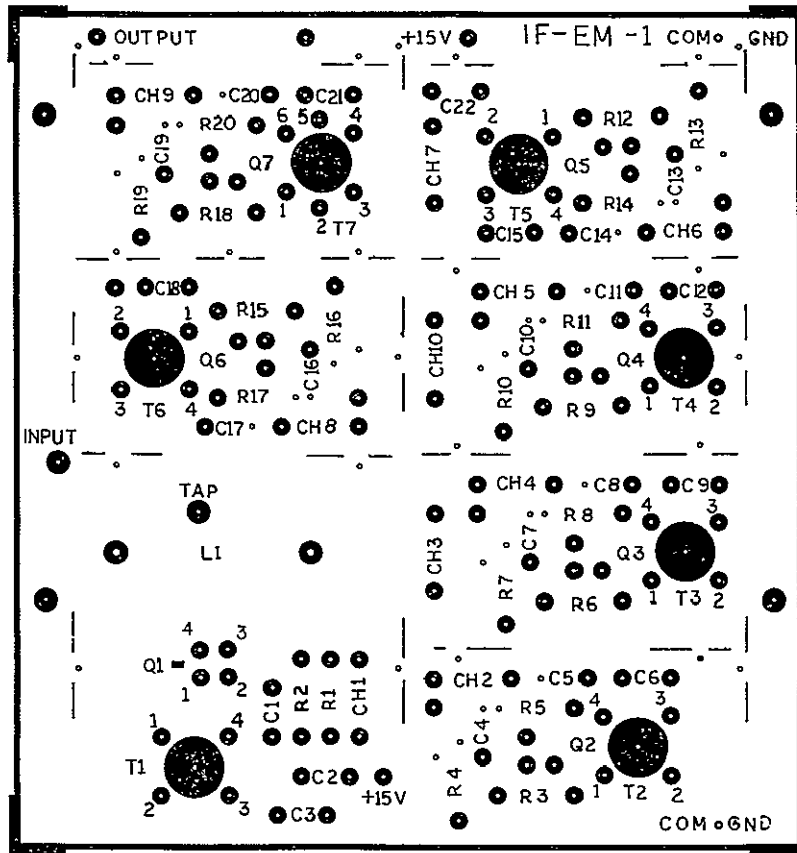 OUTPUT +15V IF-EM-1 COM GND
CH9 C20 C21 C22
R20 6 5 4 2 1 R12 R13
C19 Q7 CH7 Q5 C13
R19 R18 1 2 3 T7 3 T5 4 R14
C15 C14 CH6
C18 CH5 C11 C12
2 1 R15 R16 CH10 C10 R11 4 3
Q6 C16 Q4
3 T6 4 R17 R10 R9 1 T4 2
C17 CH8
INPUT
TAP CH4 C8 C9
CH3 C7 R8 4 3
L1 Q3
R7 R6 1 T3 2
4 3
Q1
1 2 C1 R2 R1 CH1 CH2 C5 C6
1 4 C4 R5 4 3
T1 Q2
2 3 C2 +15V R4 R3 1 T2 2
C3 COM GND